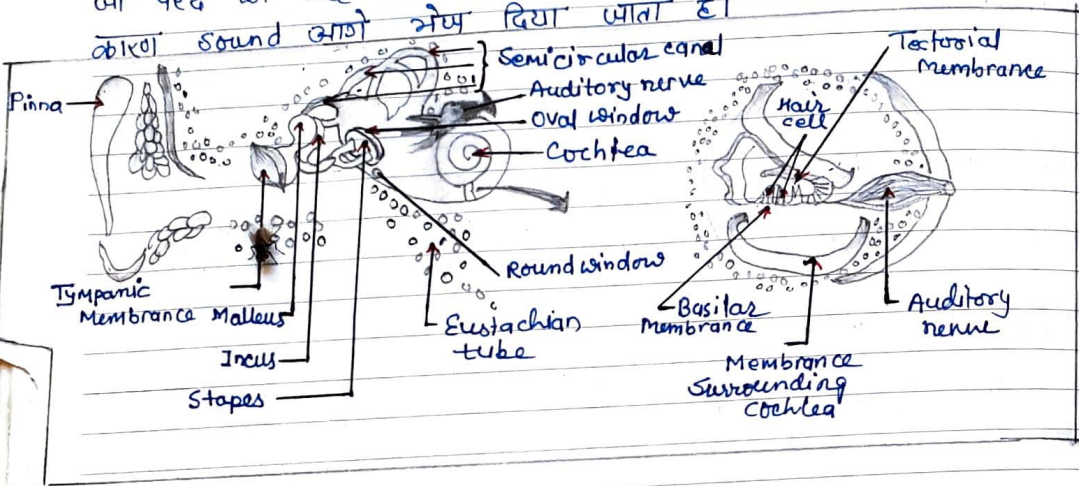 कारण sound आगे भेज दिया जाता है।
Semicircular canal
Auditory nerve
Oval window
Cochlea
Pinna
Round window
Tympanic
Membrance
Malleus
Incus
Stapes
Eustachian
tube
Tectorial
Membrance
Hair
cell
Basilar
Membrance
Auditory
nerve
Membrance
Surrounding
Cochlea